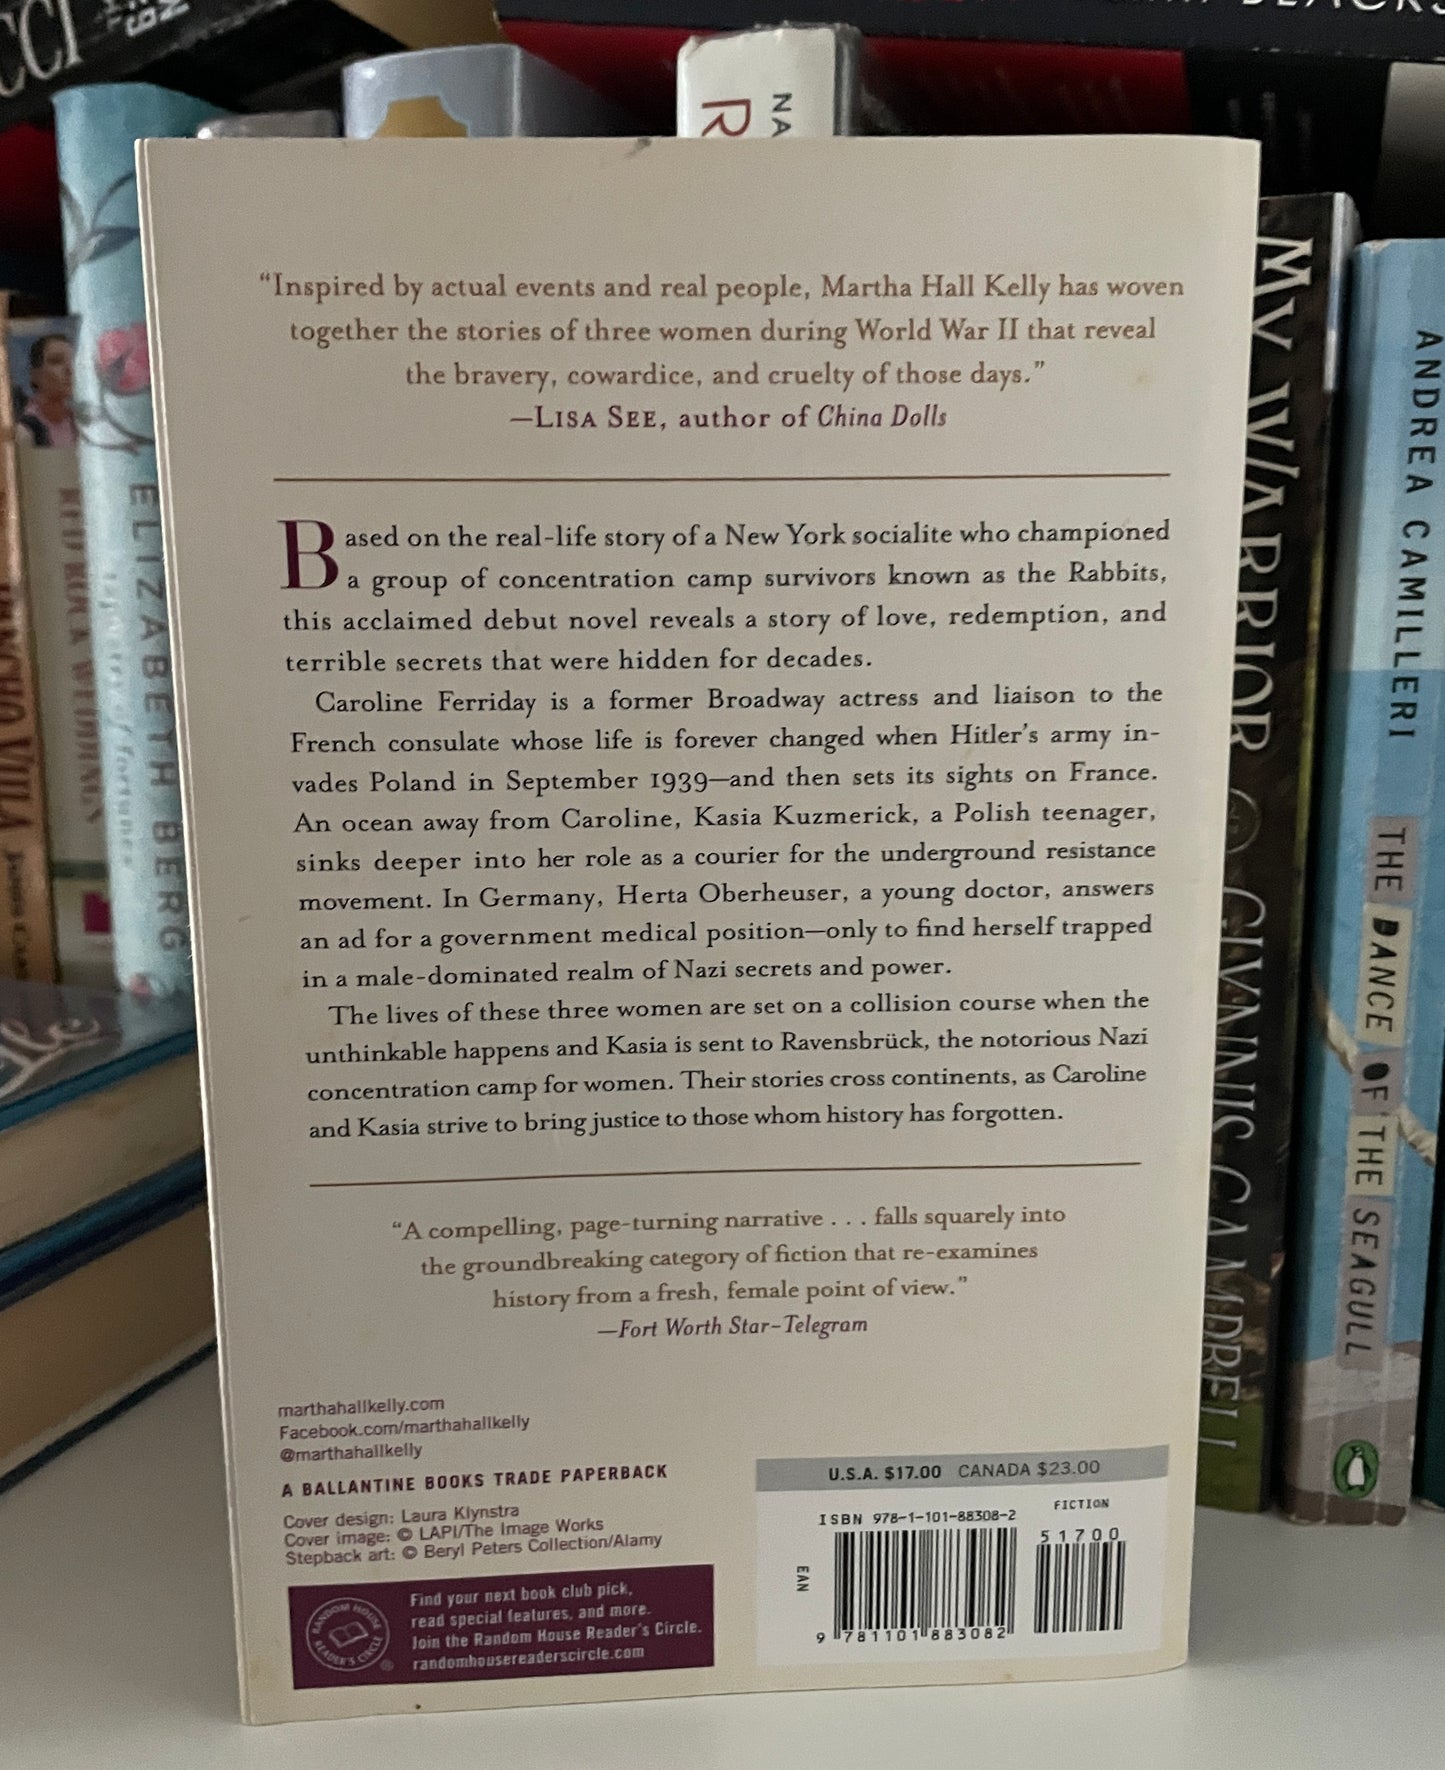 NA
R
ELIZABETH BERG
Tapestry of Fortunes
RED ROCK WEDDINGS
“Inspired by actual events and real people, Martha Hall Kelly has woven
together the stories of three women during World War II that reveal
the bravery, cowardice, and cruelty of those days.”
—LISA SEE, author of China Dolls
Based on the real-life story of a New York socialite who championed
a group of concentration camp survivors known as the Rabbits,
this acclaimed debut novel reveals a story of love, redemption, and
terrible secrets that were hidden for decades.
Caroline Ferriday is a former Broadway actress and liaison to the
French consulate whose life is forever changed when Hitler’s army in-
vades Poland in September 1939—and then sets its sights on France.
An ocean away from Caroline, Kasia Kuzmerick, a Polish teenager,
sinks deeper into her role as a courier for the underground resistance
movement. In Germany, Herta Oberheuser, a young doctor, answers
an ad for a government medical position—only to find herself trapped
in a male-dominated realm of Nazi secrets and power.
The lives of these three women are set on a collision course when the
unthinkable happens and Kasia is sent to Ravensbrück, the notorious Nazi
concentration camp for women. Their stories cross continents, as Caroline
and Kasia strive to bring justice to those whom history has forgotten.
“A compelling, page-turning narrative . . . falls squarely into
the groundbreaking category of fiction that re-examines
history from a fresh, female point of view.”
—Fort Worth Star-Telegram
marthahallkelly.com
Facebook.com/marthahallkelly
@marthahallkelly
A BALLANTINE BOOKS TRADE PAPERBACK
Cover design: Laura Klynstra
Cover image: © LAPI/The Image Works
Stepback art: © Beryl Peters Collection/Alamy
RANDOM HOUSE READER'S CIRCLE ®
Find your next book club pick,
read special features, and more.
Join the Random House Reader's Circle.
randomhousereaderscircle.com
U.S.A. $17.00 CANADA $23.00
FICTION
ISBN 978-1-101-88308-2
51700
EAN
9 781101 883082
MY WARRIOR
GIVANNIS CAMDRELL
ANDREA CAMILLERI
THE DANCE OF THE SEAGULL